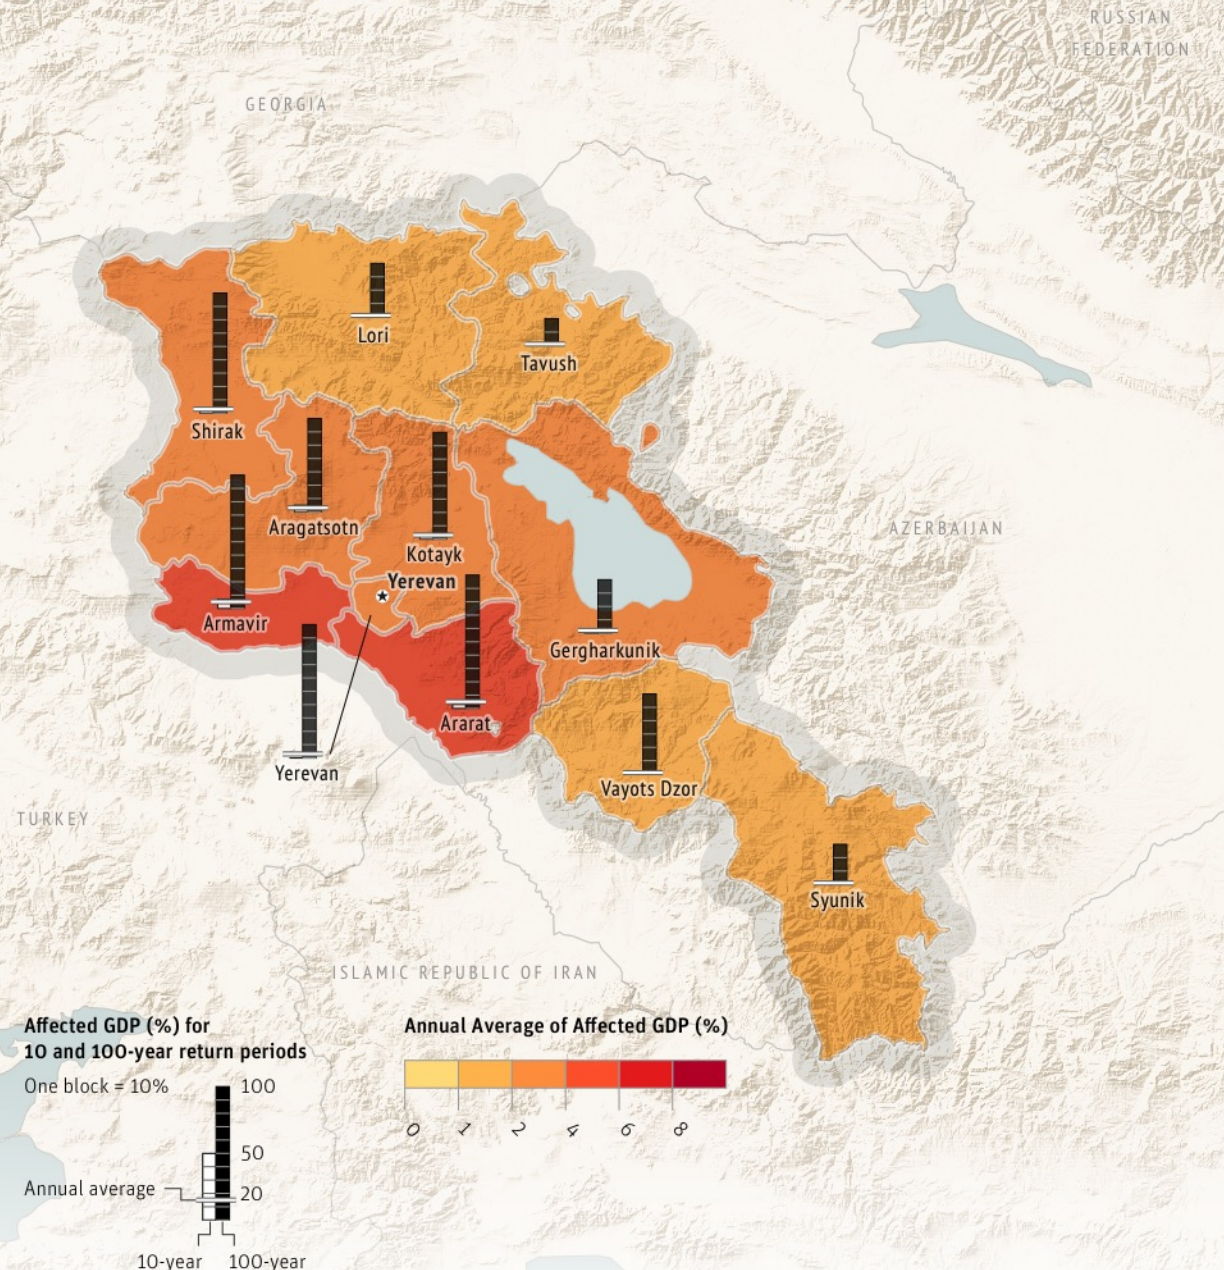 RUSSIAN
FEDERATION
GEORGIA
Lori
Tavush
Shirak
Aragatsotn
AZERBAIJAN
Kotayk
Yerevan
Armavir
Gergharkunik
Ararat
Yerevan
Vayots Dzor
TURKEY
Syunik
ISLAMIC REPUBLIC OF IRAN
Affected GDP (%) for
10 and 100-year return periods
One block = 10%
100
50
Annual average
20
10-year
100-year
Annual Average of Affected GDP (%)
0 1 2 4 6 8